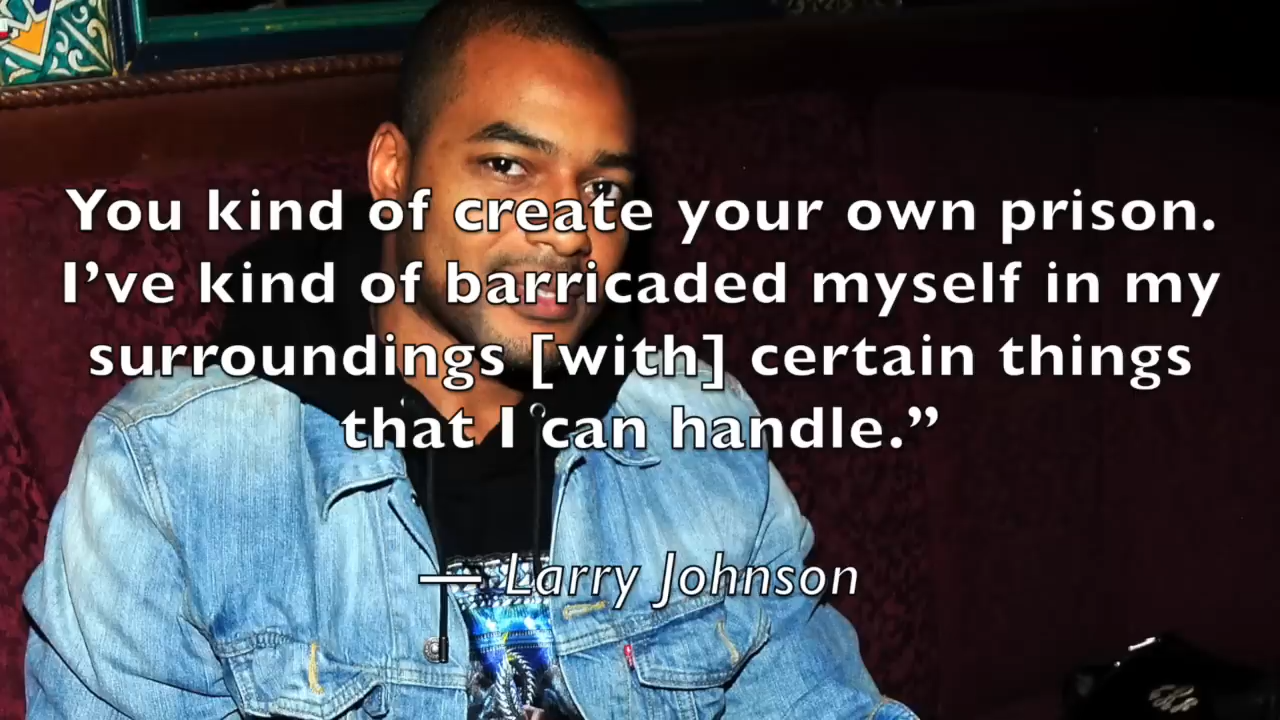 You kind of create your own prison.
I’ve kind of barricaded myself in my
surroundings [with] certain things
that I can handle.”
— Larry Johnson